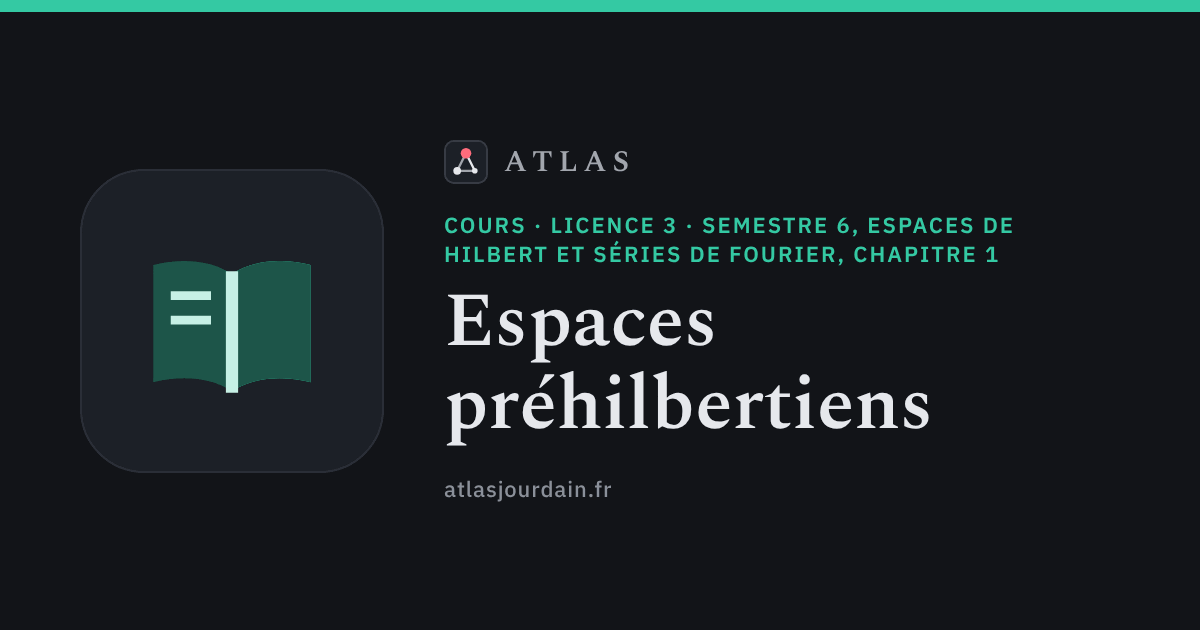 ATLAS
COURS · LICENCE 3 · SEMESTRE 6, ESPACES DE
HILBERT ET SÉRIES DE FOURIER, CHAPITRE 1
Espaces
préhilbertiens
atlasjourdain.fr